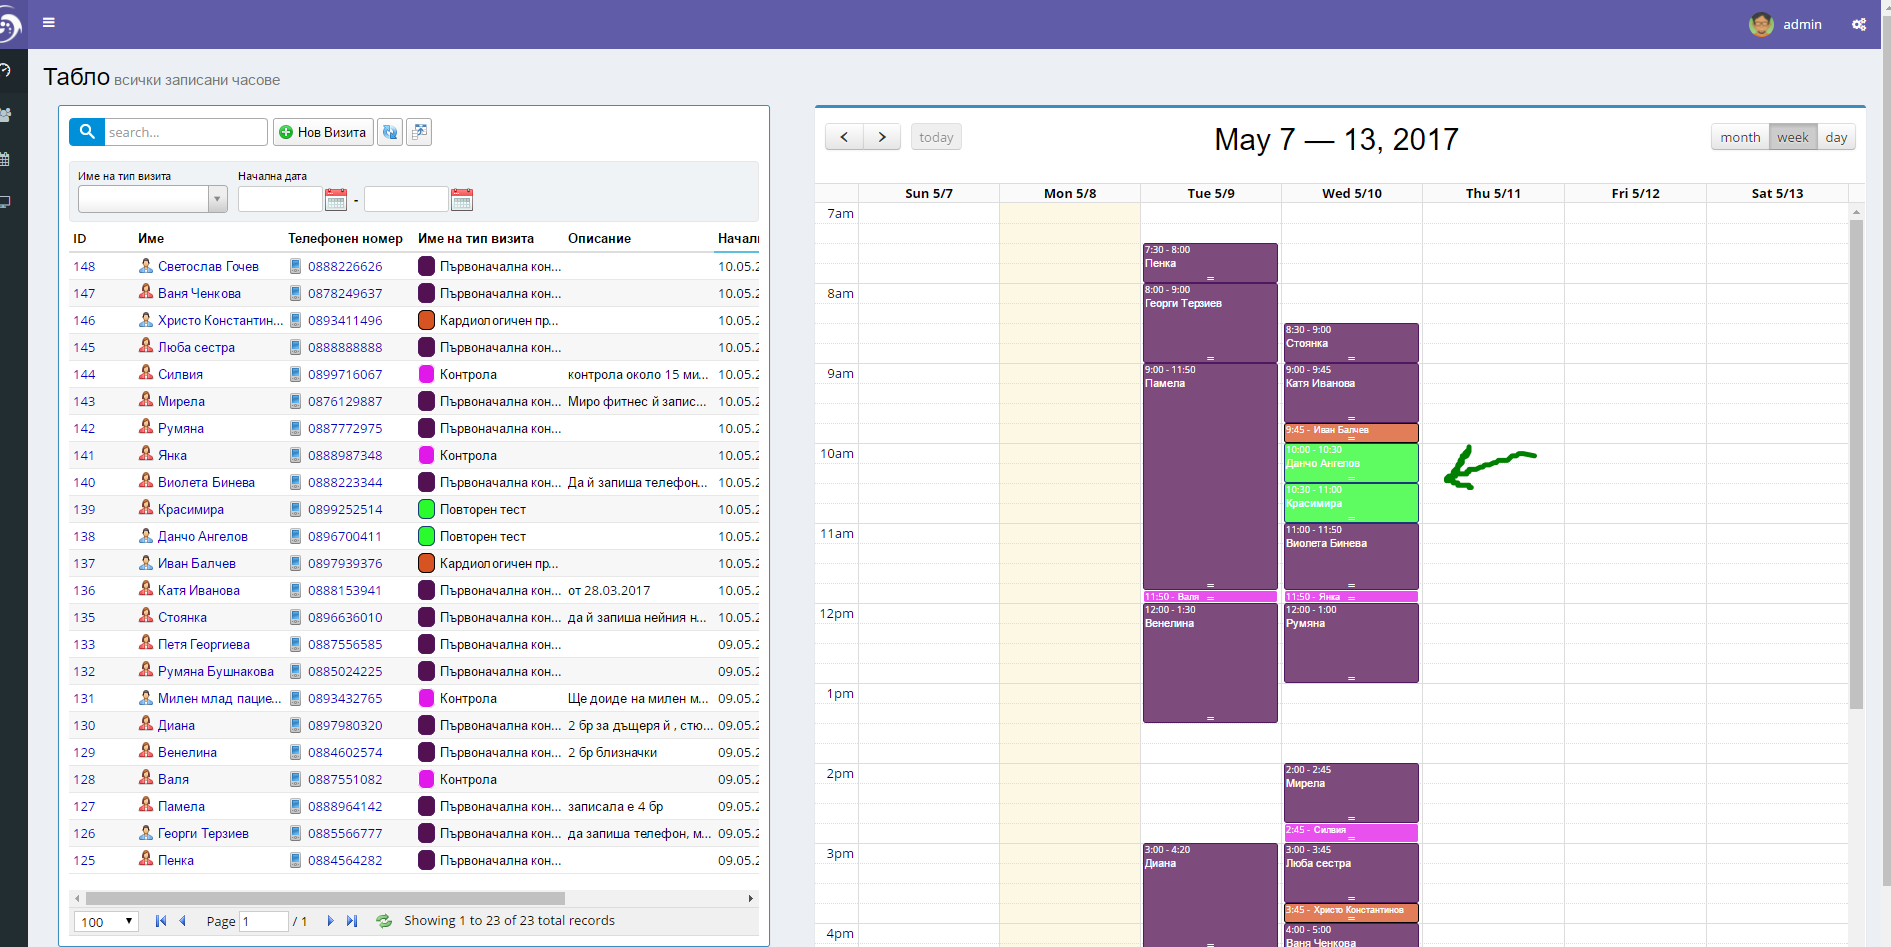 admin
Табло всички записани часове
search...
Нов Визита
Име на тип визита
Начална дата
-
ID Име Телефонен номер Име на тип визита Описание Начали
148 Светослав Гочев 0888226626 Първоначална кон... 10.05.2
147 Ваня Ченкова 0878249637 Първоначална кон... 10.05.2
146 Христо Константин... 0893411496 Кардиологичен пр... 10.05.2
145 Люба сестра 0888888888 Първоначална кон... 10.05.2
144 Силвия 0899716067 Контрола контрола около 15 ми... 10.05.2
143 Мирела 0876129887 Първоначална кон... Миро фитнес й запис... 10.05.2
142 Румяна 0887772975 Първоначална кон... 10.05.2
141 Янка 0888987348 Контрола 10.05.2
140 Виолета Бинева 0888223344 Първоначална кон... Да й запиша телефон... 10.05.2
139 Красимира 0899252514 Повторен тест 10.05.2
138 Данчо Ангелов 0896700411 Повторен тест 10.05.2
137 Иван Балчев 0897939376 Кардиологичен пр... 10.05.2
136 Катя Иванова 0888153941 Първоначална кон... от 28.03.2017 10.05.2
135 Стоянка 0896636010 Първоначална кон... да й запиша нейния н... 10.05.2
133 Петя Георгиева 0887556585 Първоначална кон... 09.05.2
132 Румяна Бушнакова 0885024225 Първоначална кон... 09.05.2
131 Милен млад пацие... 0893432765 Контрола Ще доиде на милен м... 09.05.2
130 Диана 0897980320 Първоначална кон... 2 бр за дъщеря й , стю... 09.05.2
129 Венелина 0884602574 Първоначална кон... 2 бр близначки 09.05.2
128 Валя 0887551082 Контрола 09.05.2
127 Памела 0888964142 Първоначална кон... записала е 4 бр 09.05.2
126 Георги Терзиев 0885566777 Първоначална кон... да запиша телефон, м... 09.05.2
125 Пенка 0884564282 Първоначална кон... 09.05.2
100 Page 1 / 1 Showing 1 to 23 of 23 total records
today
May 7 — 13, 2017
month week day
Sun 5/7 Mon 5/8 Tue 5/9 Wed 5/10 Thu 5/11 Fri 5/12 Sat 5/13
7am
8am
9am
10am
11am
12pm
1pm
2pm
3pm
4pm
7:30 - 8:00
Пенка
8:00 - 9:00
Георги Терзиев
9:00 - 11:50
Памела
11:50 - Валя
12:00 - 1:30
Венелина
3:00 - 4:20
Диана
8:30 - 9:00
Стоянка
9:00 - 9:45
Катя Иванова
9:45 - Иван Балчев
10:00 - 10:30
Данчо Ангелов
10:30 - 11:00
Красимира
11:00 - 11:50
Виолета Бинева
11:50 - Янка
12:00 - 1:00
Румяна
2:00 - 2:45
Мирела
2:45 - Силвия
3:00 - 3:45
Люба сестра
3:45 - Христо Константинов
4:00 - 5:00
Ваня Ченкова